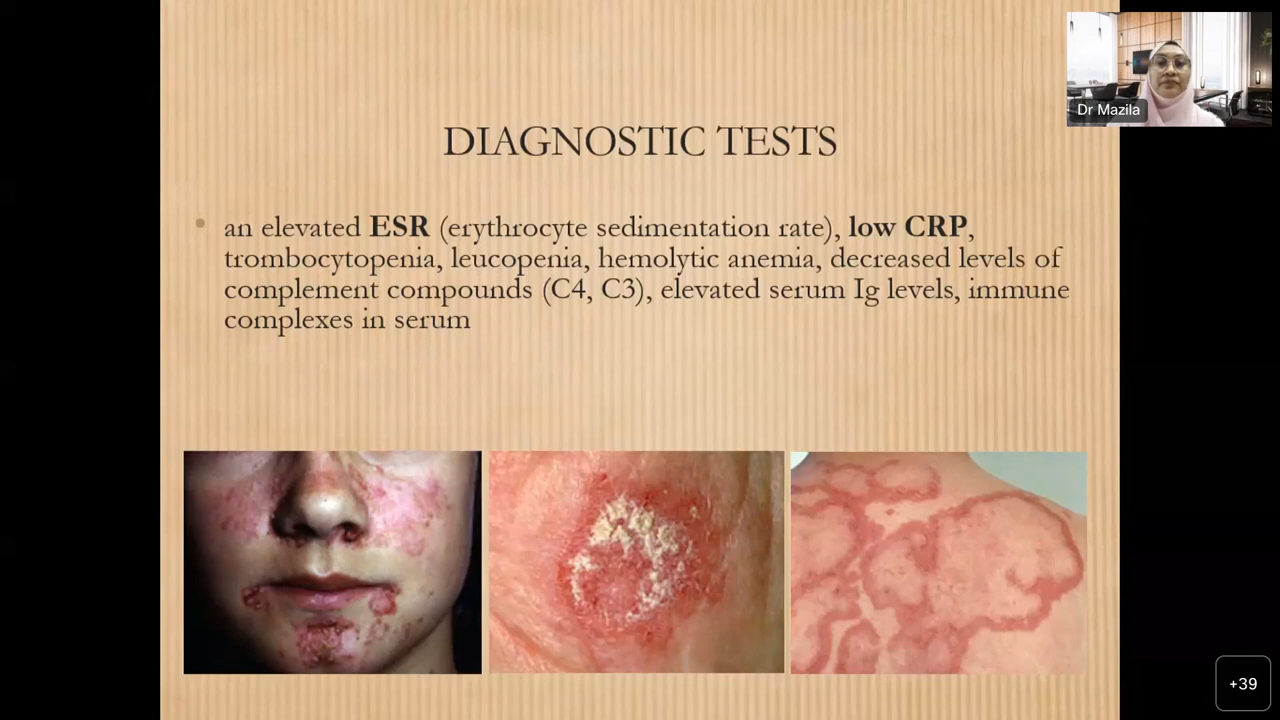 DIAGNOSTIC TESTS
an elevated ESR (erythrocyte sedimentation rate), low CRP,
trombocytopenia, leucopenia, hemolytic anemia, decreased levels of
complement compounds (C4, C3), elevated serum Ig levels, immune
complexes in serum
Dr Mazila
+39